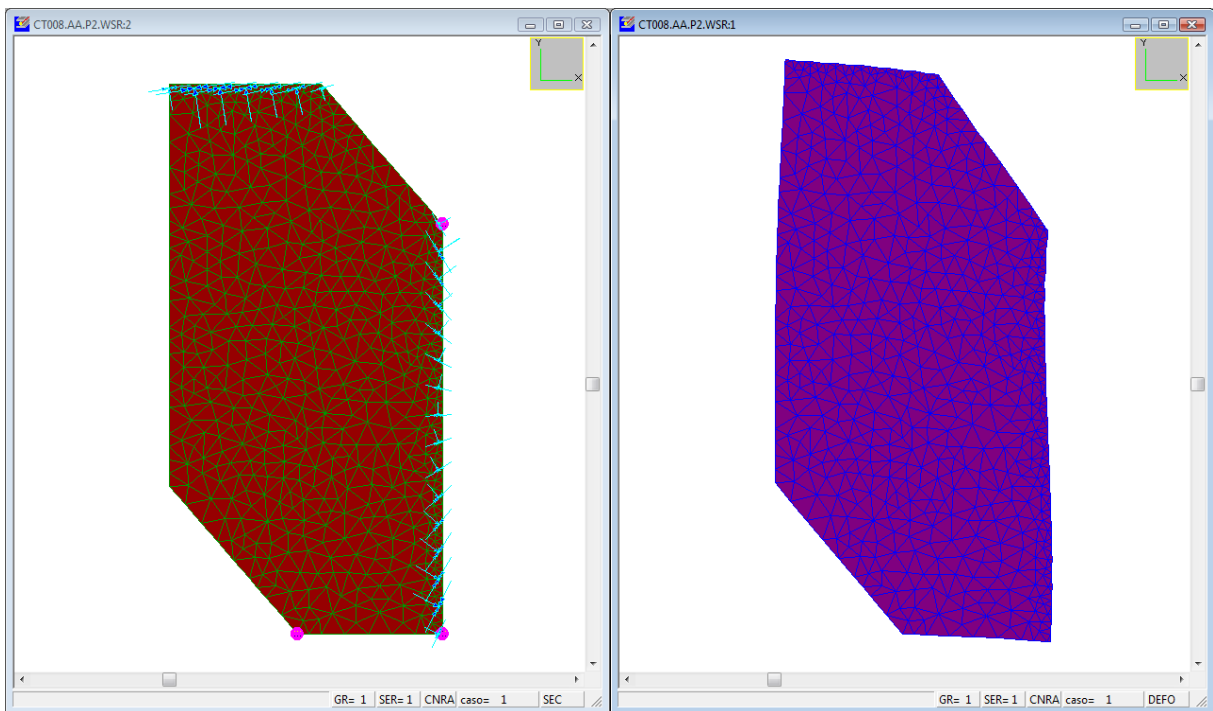 CT008.AA.P2.WSR:2
Y
X
GR= 1 SER= 1 CNRA caso= 1 SEC
CT008.AA.P2.WSR:1
Y
X
GR= 1 SER= 1 CNRA caso= 1 DEFO